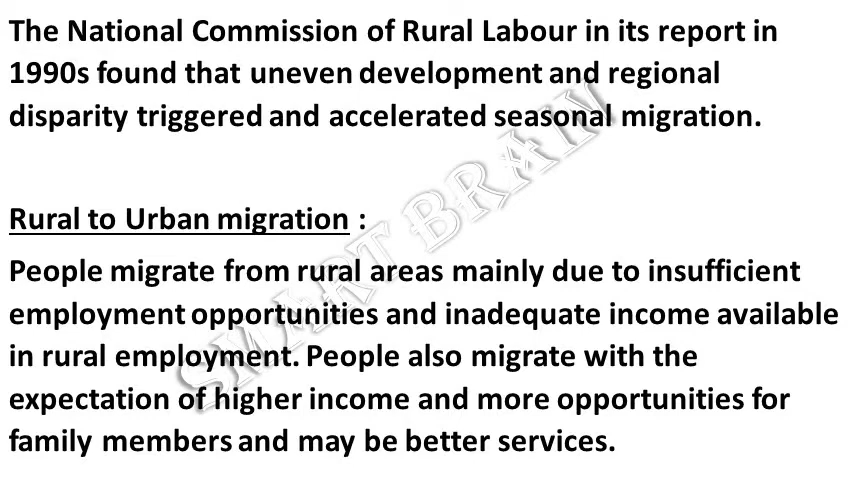 The National Commission of Rural Labour in its report in
1990s found that uneven development and regional
disparity triggered and accelerated seasonal migration.
Rural to Urban migration :
People migrate from rural areas mainly due to insufficient
employment opportunities and inadequate income available
in rural employment. People also migrate with the
expectation of higher income and more opportunities for
family members and may be better services.
SMART BRAIN